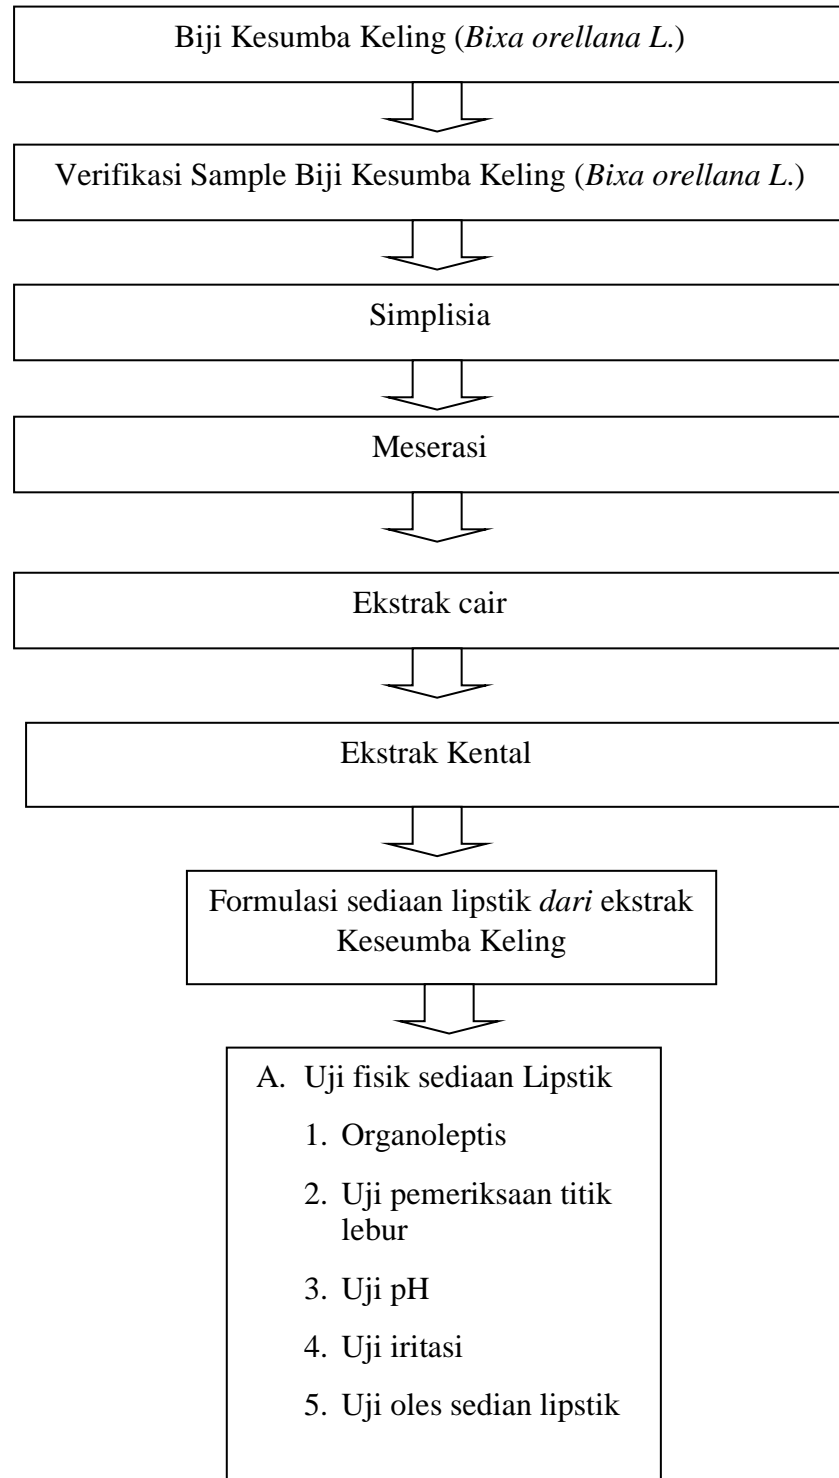 Biji Kesumba Keling (Bixa orellana L.)
Verifikasi Sample Biji Kesumba Keling (Bixa orellana L.)
Simplisia
Meserasi
Ekstrak cair
Ekstrak Kental
Formulasi sediaan lipstik dari ekstrak
Keseumba Keling
A. Uji fisik sediaan Lipstik
1. Organoleptis
2. Uji pemeriksaan titik
lebur
3. Uji pH
4. Uji iritasi
5. Uji oles sedian lipstik